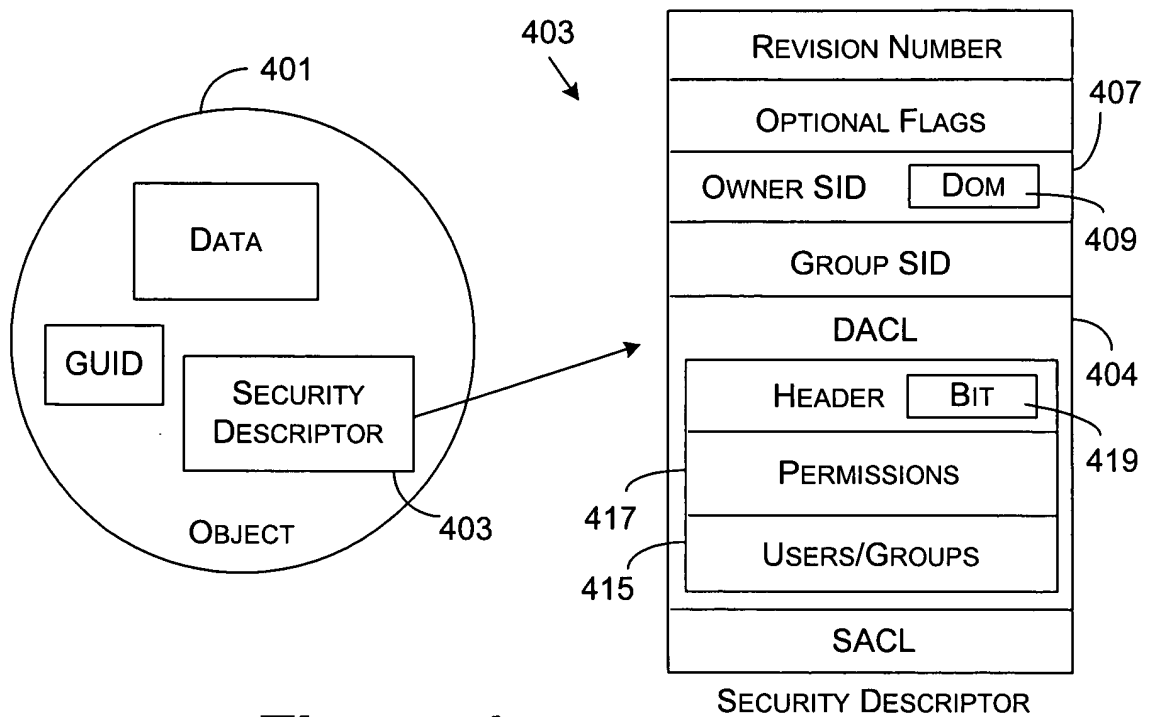 403
401
REVISION NUMBER
407
OPTIONAL FLAGS
OWNER SID DOM
409
DATA
GROUP SID
DACL
404
GUID
SECURITY
DESCRIPTOR
HEADER BIT
419
PERMISSIONS
417
403
OBJECT
USERS/GROUPS
415
SACL
SECURITY DESCRIPTOR